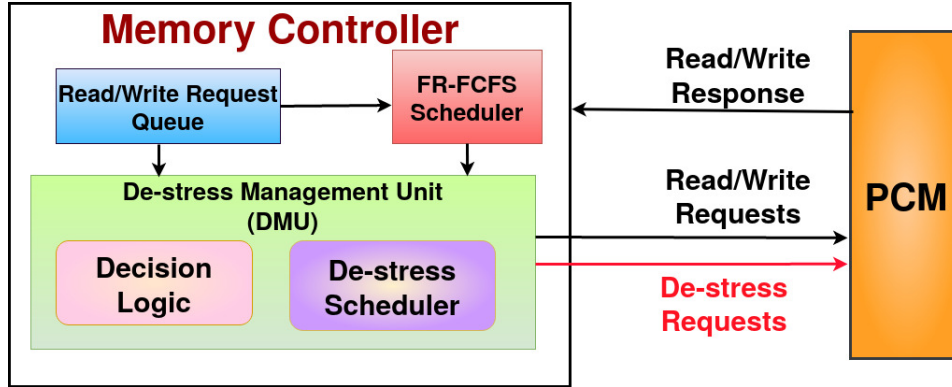 Memory Controller
Read/Write Request
Queue
FR-FCFS
Scheduler
De-stress Management Unit
(DMU)
Decision
Logic
De-stress
Scheduler
Read/Write
Response
Read/Write
Requests
De-stress
Requests
PCM